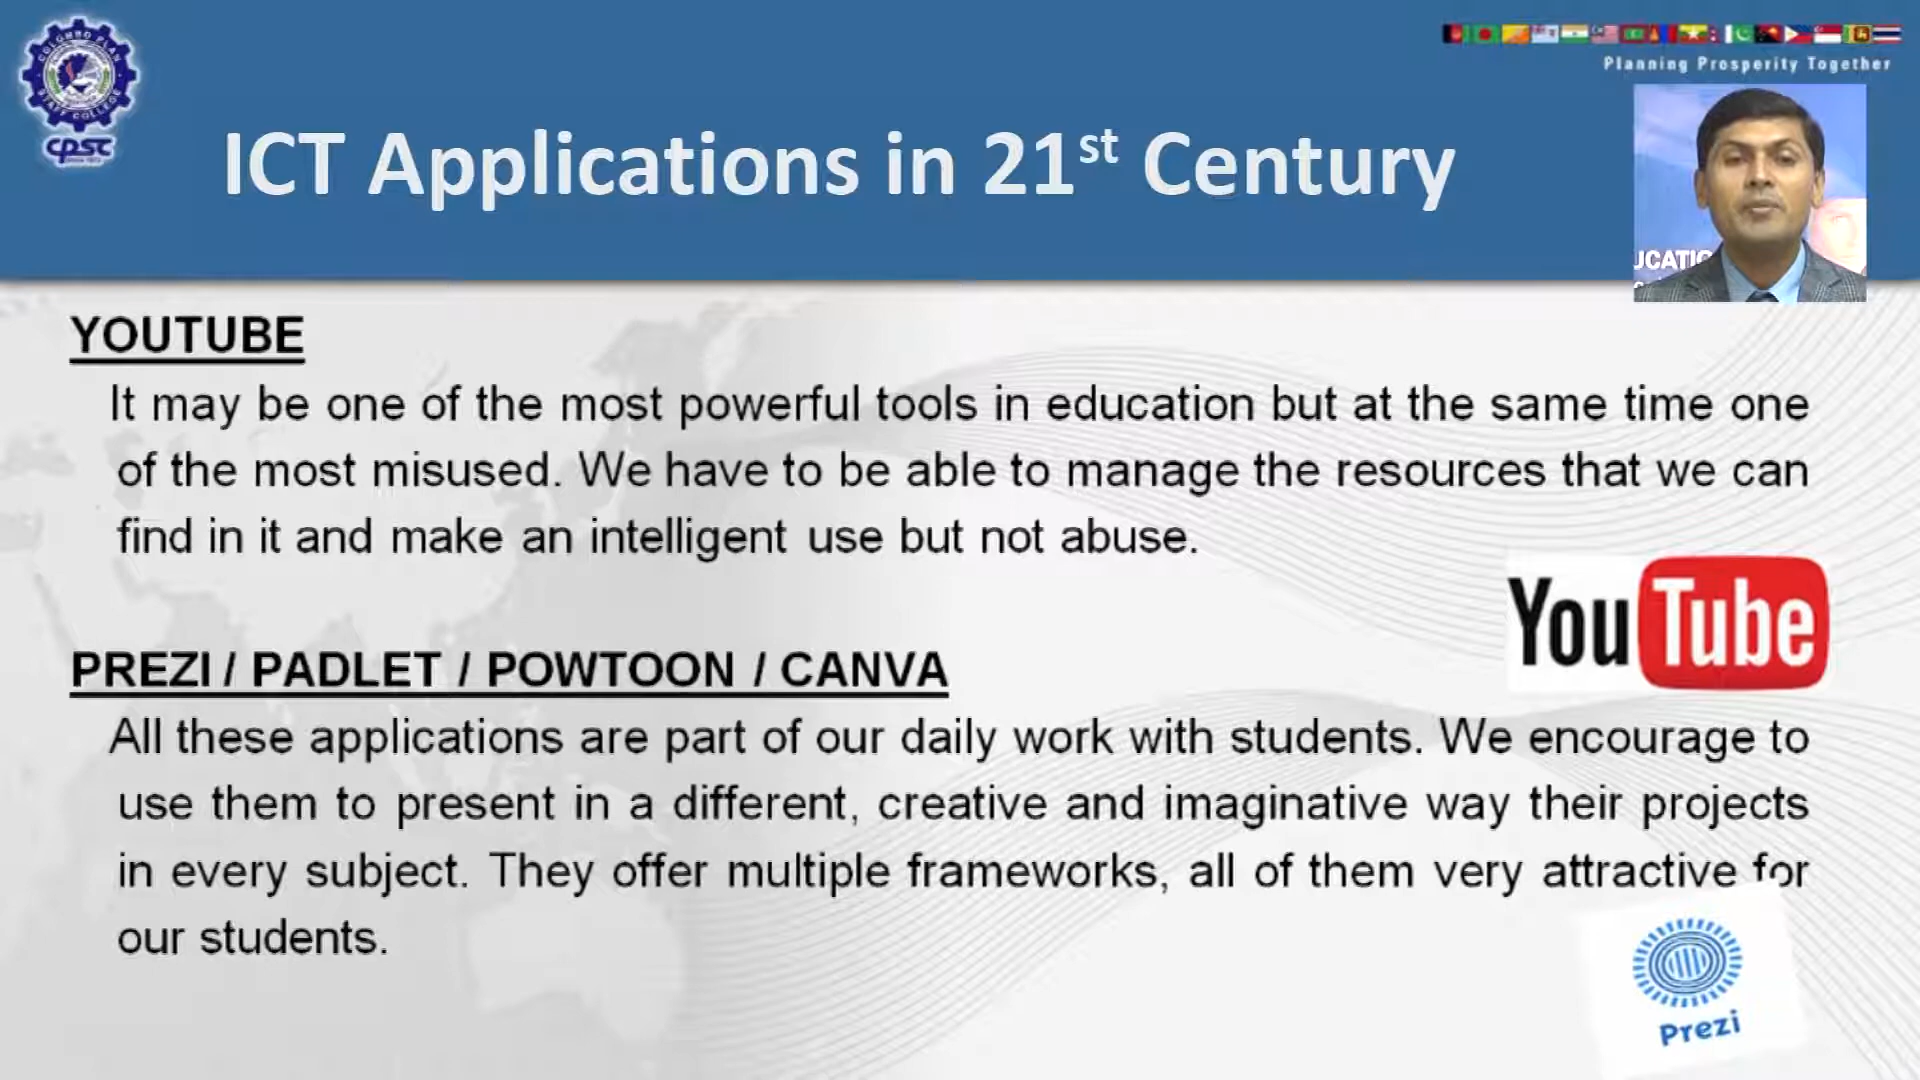 COLOMBO PLAN
STAFF COLLEGE
cpsc
Planning Prosperity Together
ICT Applications in 21st Century
UCATIO
YOUTUBE
It may be one of the most powerful tools in education but at the same time one
of the most misused. We have to be able to manage the resources that we can
find in it and make an intelligent use but not abuse.
YouTube
PREZI / PADLET / POWTOON / CANVA
All these applications are part of our daily work with students. We encourage to
use them to present in a different, creative and imaginative way their projects
in every subject. They offer multiple frameworks, all of them very attractive for
our students.
Prezi